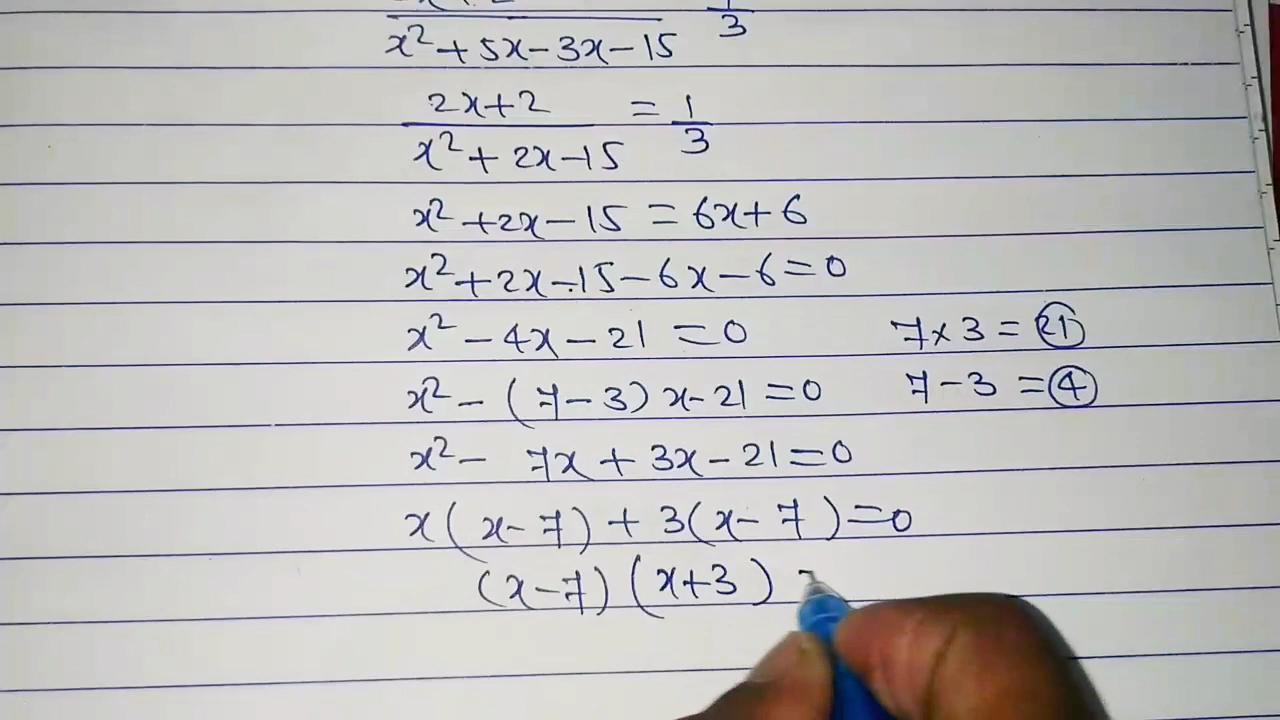 1/3
x² + 5x - 3x - 15
2x + 2 / x² + 2x - 15 = 1/3
x² + 2x - 15 = 6x + 6
x² + 2x - 15 - 6x - 6 = 0
x² - 4x - 21 = 0 7 × 3 = 21
x² - (7 - 3) x - 21 = 0 7 - 3 = 4
x² - 7x + 3x - 21 = 0
x (x - 7) + 3 (x - 7) = 0
(x - 7) (x + 3)